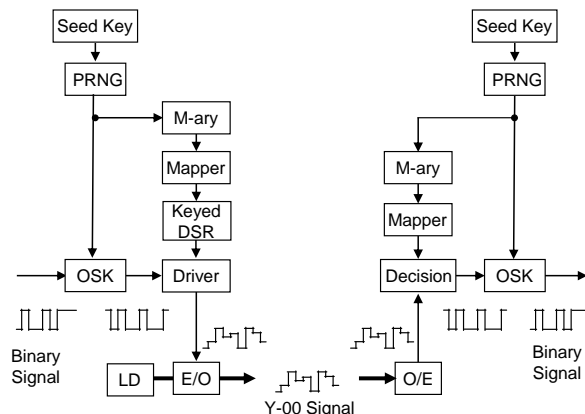 Seed Key
Seed Key
PRNG
PRNG
M-ary
M-ary
Mapper
Mapper
Keyed
DSR
OSK
Driver
Decision
OSK
Binary
Signal
Binary
Signal
LD
E/O
O/E
Y-00 Signal